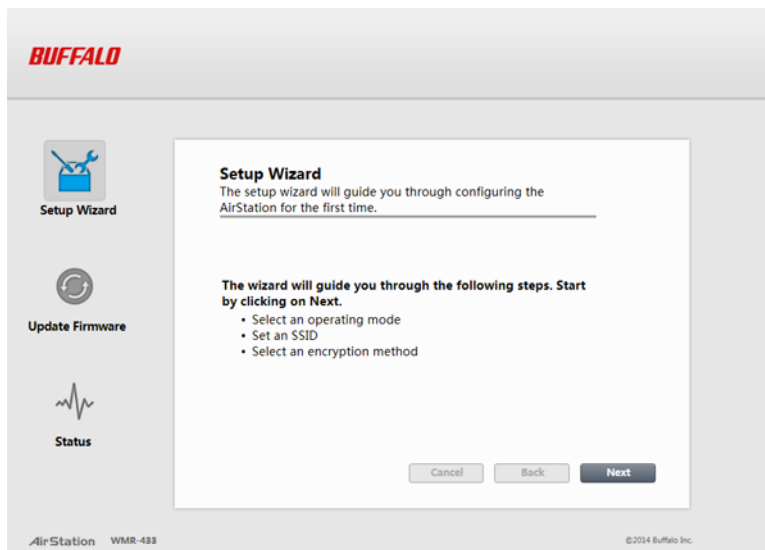 BUFFALO
Setup Wizard
Update Firmware
Status
Setup Wizard
The setup wizard will guide you through configuring the
AirStation for the first time.
The wizard will guide you through the following steps. Start
by clicking on Next.
• Select an operating mode
• Set an SSID
• Select an encryption method
Cancel Back Next
AirStation WMR-433 ©2014 Buffalo Inc.